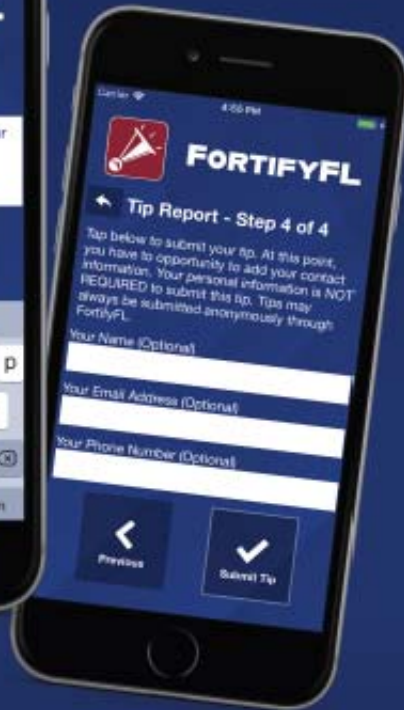 Carrier
4:50 PM
FORTIFYFL
Tip Report - Step 4 of 4
Tap below to submit your tip. At this point,
you have to opportunity to add your contact
information. Your personal information is NOT
REQUIRED to submit this tip. Tips may
always be submitted anonymously through
FortifyFL.
Your Name (Optional)
Your Email Address (Optional)
Your Phone Number (Optional)
Previous
Submit Tip
p